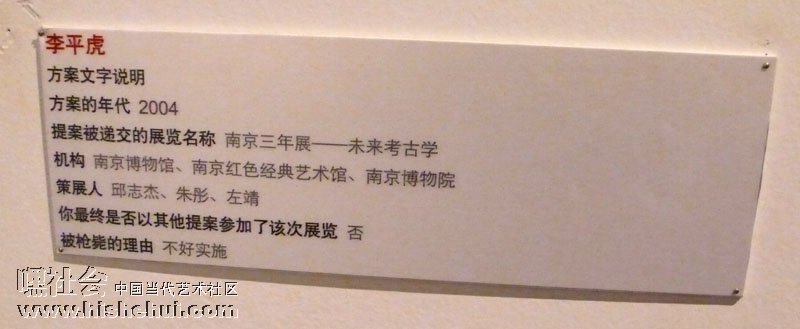 李平虎
方案文字说明
方案的年代 2004
提案被递交的展览名称 南京三年展——未来考古学
机构 南京博物馆、南京红色经典艺术馆、南京博物院
策展人 邱志杰、朱彤、左靖
你最终是否以其他提案参加了该次展览 否
被枪毙的理由 不好实施
嘿社会 中国当代艺术社区
www.hishehui.com